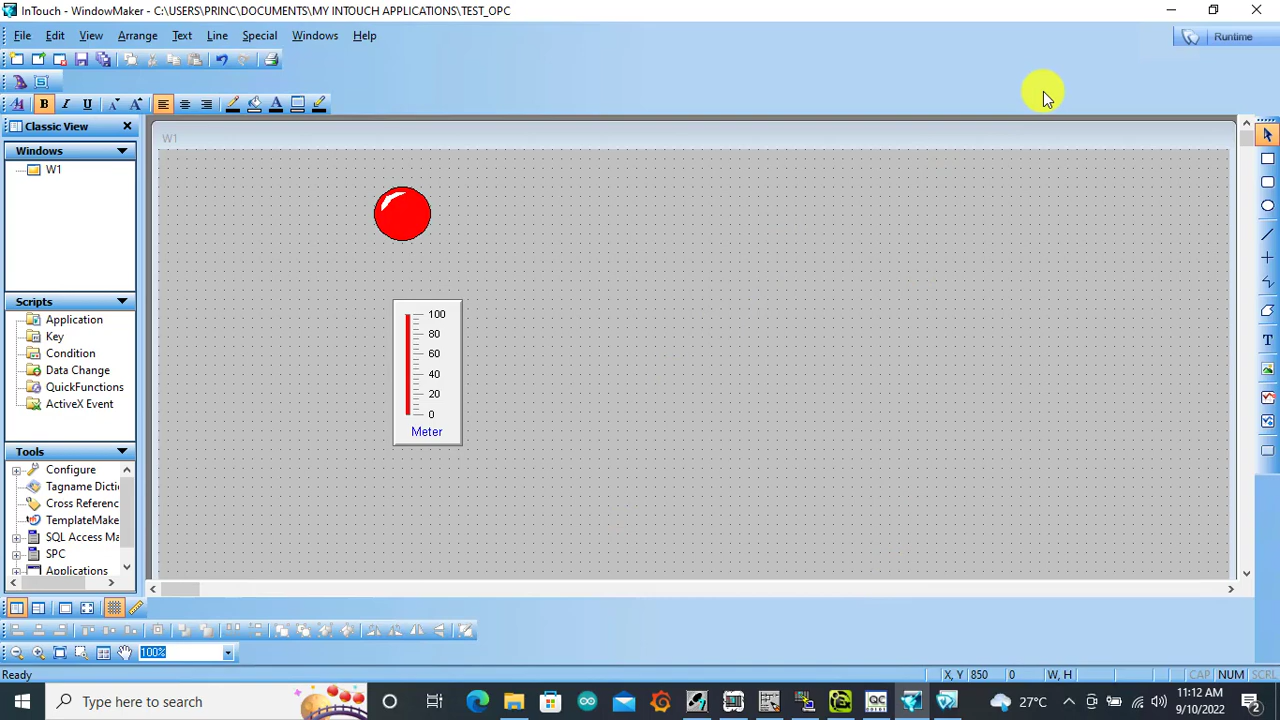 InTouch - WindowMaker - C:\USERS\PRINC\DOCUMENTS\MY INTOUCH APPLICATIONS\TEST_OPC
File Edit View Arrange Text Line Special Windows Help
Runtime
B I U A A A
Classic View
W1
Windows
W1
Scripts
Application
Key
Condition
Data Change
QuickFunctions
ActiveX Event
100
80
60
40
20
0
Meter
Tools
Configure
Tagname Dicti
Cross Referenc
TemplateMake
SQL Access Ma
SPC
Applications
T
100%
Ready
X, Y 850 0 W, H CAP NUM SCRL
Type here to search
27°C
11:12 AM
9/10/2022
2